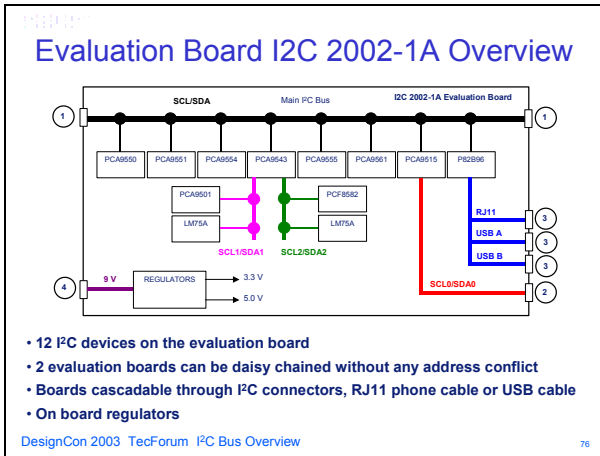 Evaluation Board I2C 2002-1A Overview
SCL/SDA Main I²C Bus I2C 2002-1A Evaluation Board
1 1
PCA9550 PCA9551 PCA9554 PCA9543 PCA9555 PCA9561 PCA9515 P82B96
PCA9501 PCF8582
LM75A LM75A
SCL1/SDA1 SCL2/SDA2
RJ11 3
USB A 3
USB B 3
SCL0/SDA0 2
4 9 V REGULATORS 3.3 V
5.0 V
• 12 I²C devices on the evaluation board
• 2 evaluation boards can be daisy chained without any address conflict
• Boards cascadable through I²C connectors, RJ11 phone cable or USB cable
• On board regulators
DesignCon 2003 TecForum I²C Bus Overview 76